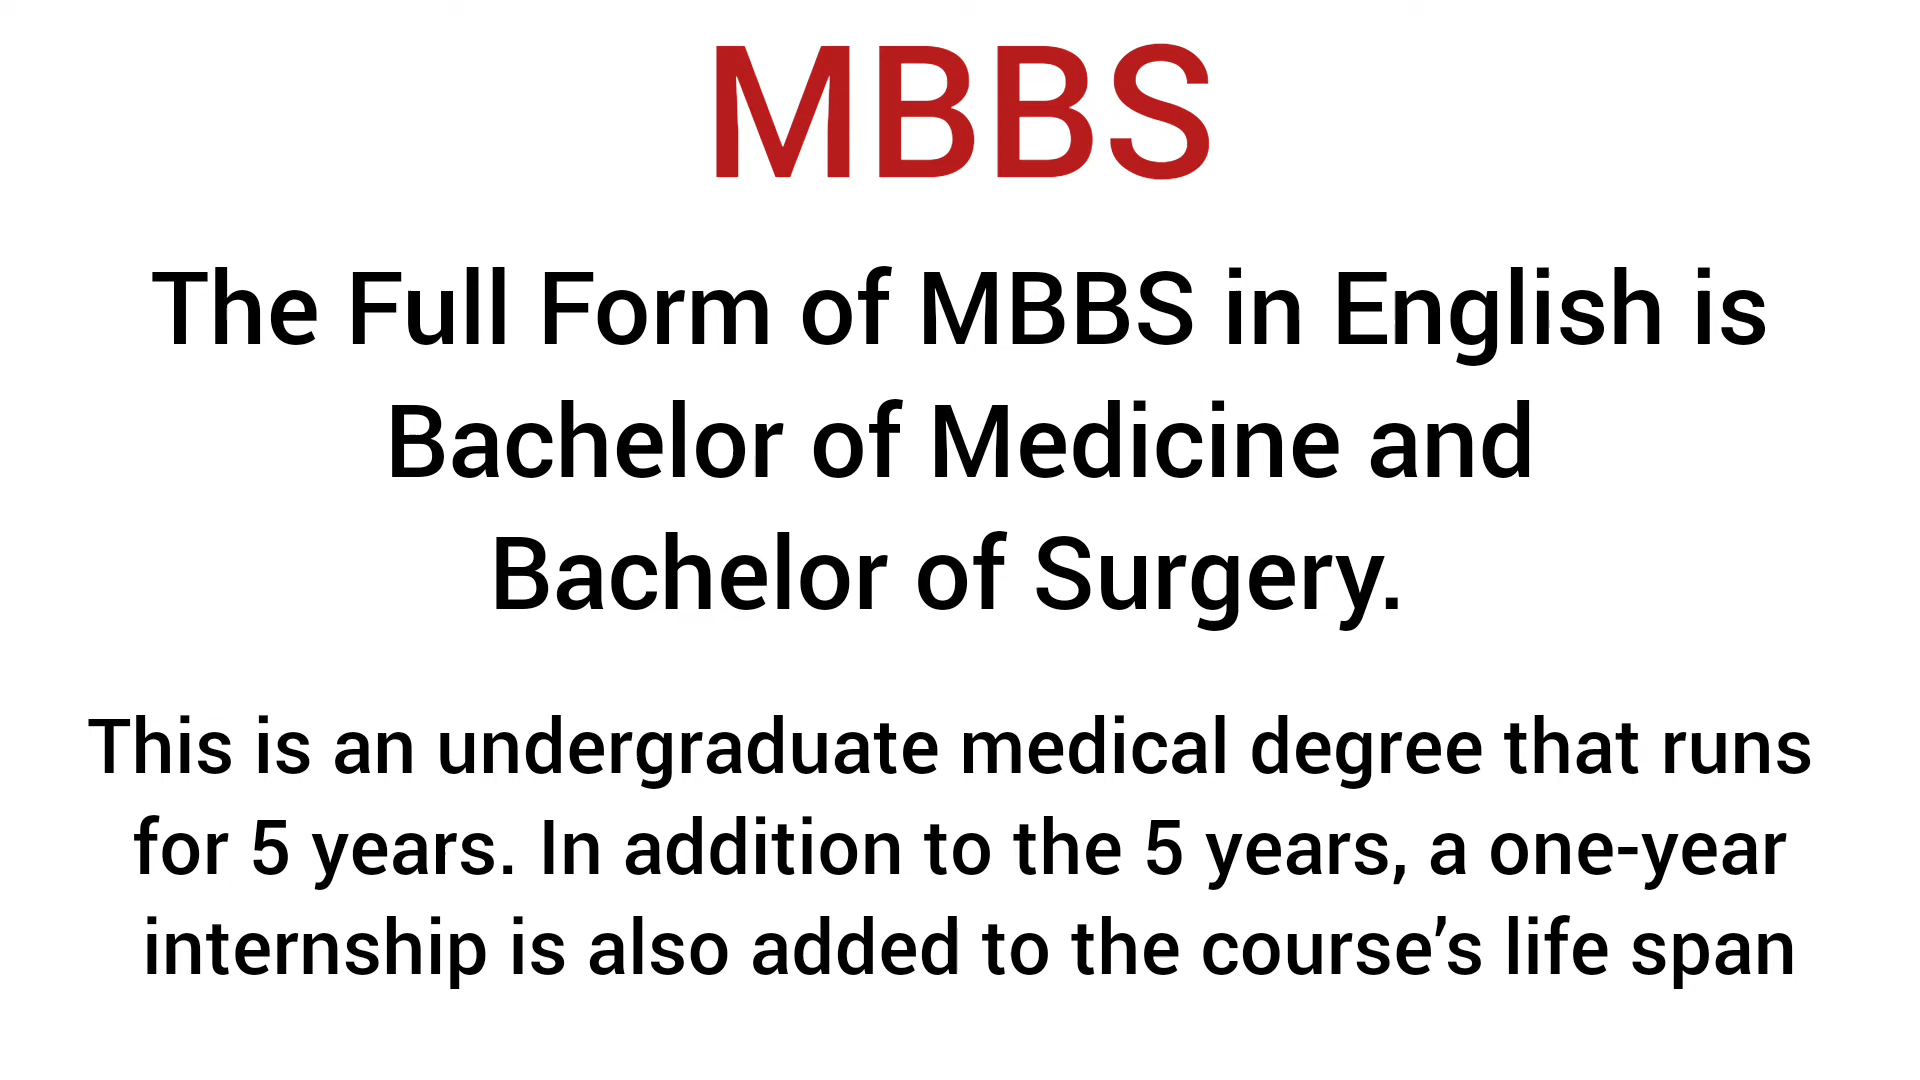 MBBS
The Full Form of MBBS in English is
Bachelor of Medicine and
Bachelor of Surgery.
This is an undergraduate medical degree that runs
for 5 years. In addition to the 5 years, a one-year
internship is also added to the course’s life span